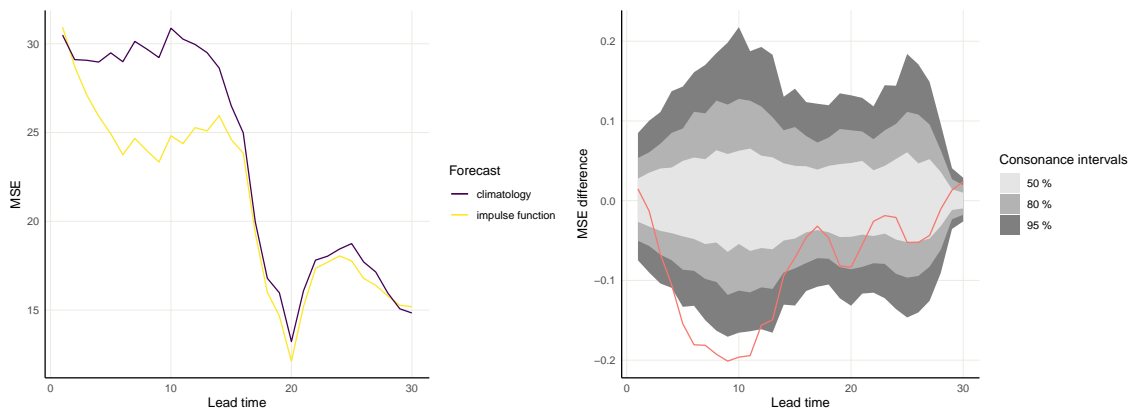 30
25
20
15
MSE
0
10
20
30
Lead time
Forecast
climatology
impulse function
0.2
0.1
0.0
−0.1
−0.2
MSE difference
0
10
20
30
Lead time
Consonance intervals
50 %
80 %
95 %